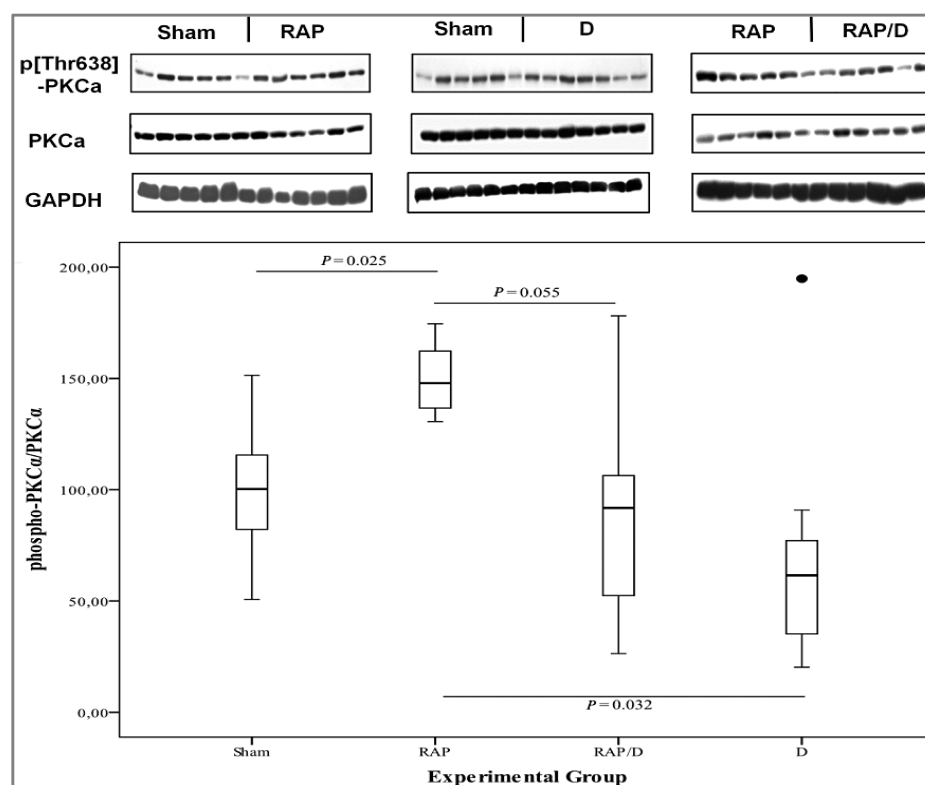 Sham | RAP Sham | D RAP | RAP/D
p[Thr638]
-PKCa
PKCa
GAPDH
200,00
150,00
100,00
50,00
0,00
phospho-PKCα/PKCα
P = 0.025
P = 0.055
P = 0.032
Sham RAP RAP/D D
Experimental Group